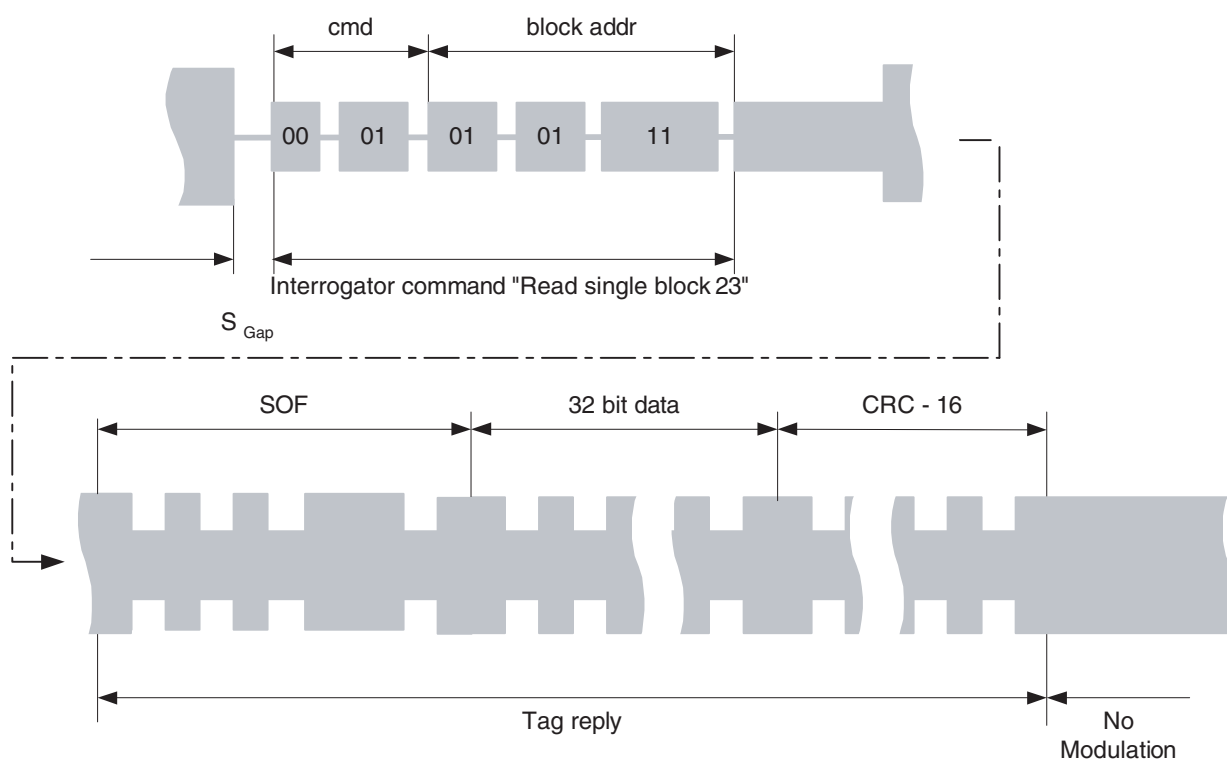 cmd block addr
00 01 01 01 11
Interrogator command "Read single block 23"
S Gap
SOF 32 bit data CRC - 16
Tag reply No
Modulation